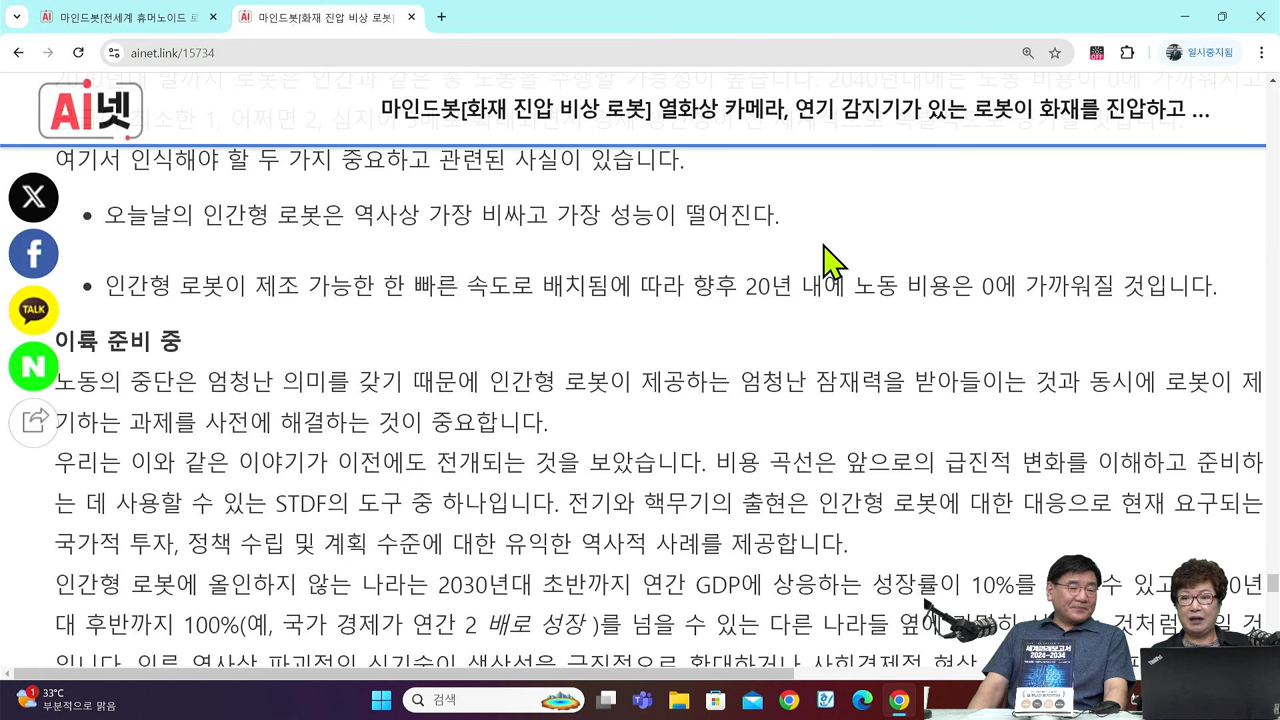 마인드봇[전세계 휴머노이드 로
마인드봇[화재 진압 비상 로봇]
ainet.link/15734
OFF
일시중지됨
Ai넷
마인드봇[화재 진압 비상 로봇] 열화상 카메라, 연기 감지기가 있는 로봇이 화재를 진압하고 ...
여기서 인식해야 할 두 가지 중요하고 관련된 사실이 있습니다.
• 오늘날의 인간형 로봇은 역사상 가장 비싸고 가장 성능이 떨어진다.
• 인간형 로봇이 제조 가능한 한 빠른 속도로 배치됨에 따라 향후 20년 내에 노동 비용은 0에 가까워질 것입니다.
TALK
N
이륙 준비 중
노동의 중단은 엄청난 의미를 갖기 때문에 인간형 로봇이 제공하는 엄청난 잠재력을 받아들이는 것과 동시에 로봇이 제
기하는 과제를 사전에 해결하는 것이 중요합니다.
우리는 이와 같은 이야기가 이전에도 전개되는 것을 보았습니다. 비용 곡선은 앞으로의 급진적 변화를 이해하고 준비하
는 데 사용할 수 있는 STDF의 도구 중 하나입니다. 전기와 핵무기의 출현은 인간형 로봇에 대한 대응으로 현재 요구되는
국가적 투자, 정책 수립 및 계획 수준에 대한 유익한 역사적 사례를 제공합니다.
인간형 로봇에 올인하지 않는 나라는 2030년대 초반까지 연간 GDP에 상응하는 성장률이 10%를 수 있고
대 후반까지 100%(예, 국가 경제가 연간 2 배로 성장 )를 넘을 수 있는 다른 나라들 옆에
세계미래보고서
2024-2034
33°C
부분적으로 맑음
검색